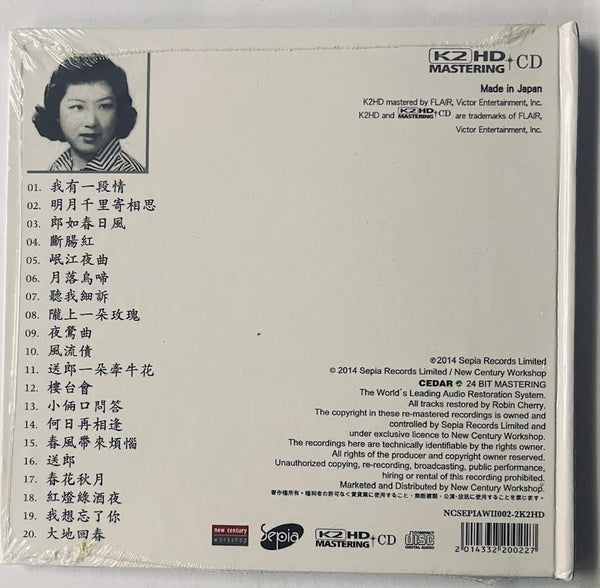 K2 HD MASTERING + CD
Made in Japan
K2HD mastered by FLAIR, Victor Entertainment, Inc.
K2HD and K2 HD MASTERING + CD are trademarks of FLAIR,
Victor Entertainment, Inc.
01. 我有一段情
02. 明月千里寄相思
03. 郎如春日風
04. 斷腸紅
05. 岷江夜曲
06. 月落烏啼
07. 聽我細訴
08. 隴上一朵玫瑰
09. 夜鶯曲
10. 風流債
11. 送郎一朵牽牛花
12. 樓台會
13. 小倆口問答
14. 何日再相逢
15. 春風帶來煩惱
16. 送郎
17. 春花秋月
18. 紅燈綠酒夜
19. 我想忘了你
20. 大地回春
℗ 2014 Sepia Records Limited
© 2014 Sepia Records Limited / New Century Workshop
CEDAR 24 BIT MASTERING
The World's Leading Audio Restoration System.
All tracks restored by Robin Cherry.
The copyright in these re-mastered recordings is owned and
controlled by Sepia Records Limited and
under exclusive licence to New Century Workshop.
The recordings here are technically identifiable by the rights owner.
All rights of the producer and copyright owner reserved.
Unauthorized copying, re-recording, broadcasting, public performance,
hiring or rental of this recording prohibited.
Marketed and Distributed by New Century Workshop.
NCSEPIAWII002-2K2HD
new century workshop
Sepia
K2 HD MASTERING + CD
COMPACT disc DIGITAL AUDIO
2 014332 200227